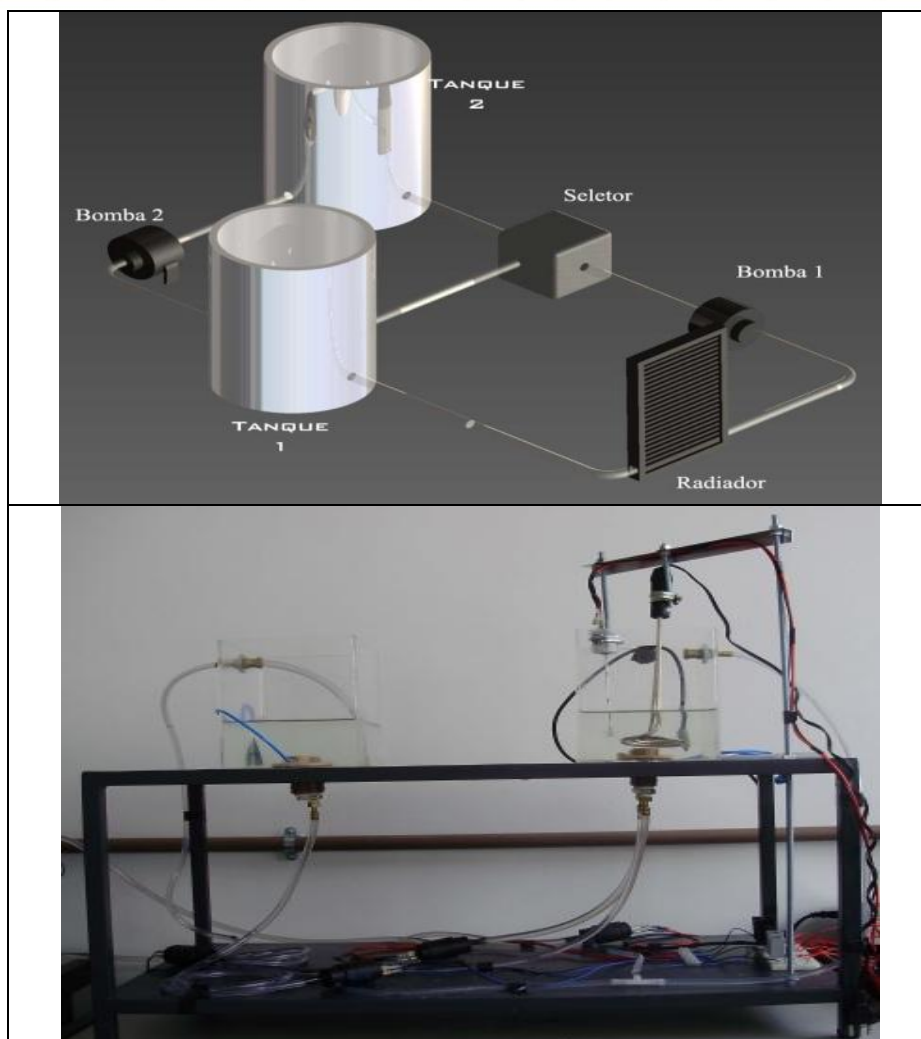 TANQUE
2
Seletor
Bomba 2
Bomba 1
TANQUE
1
Radiador